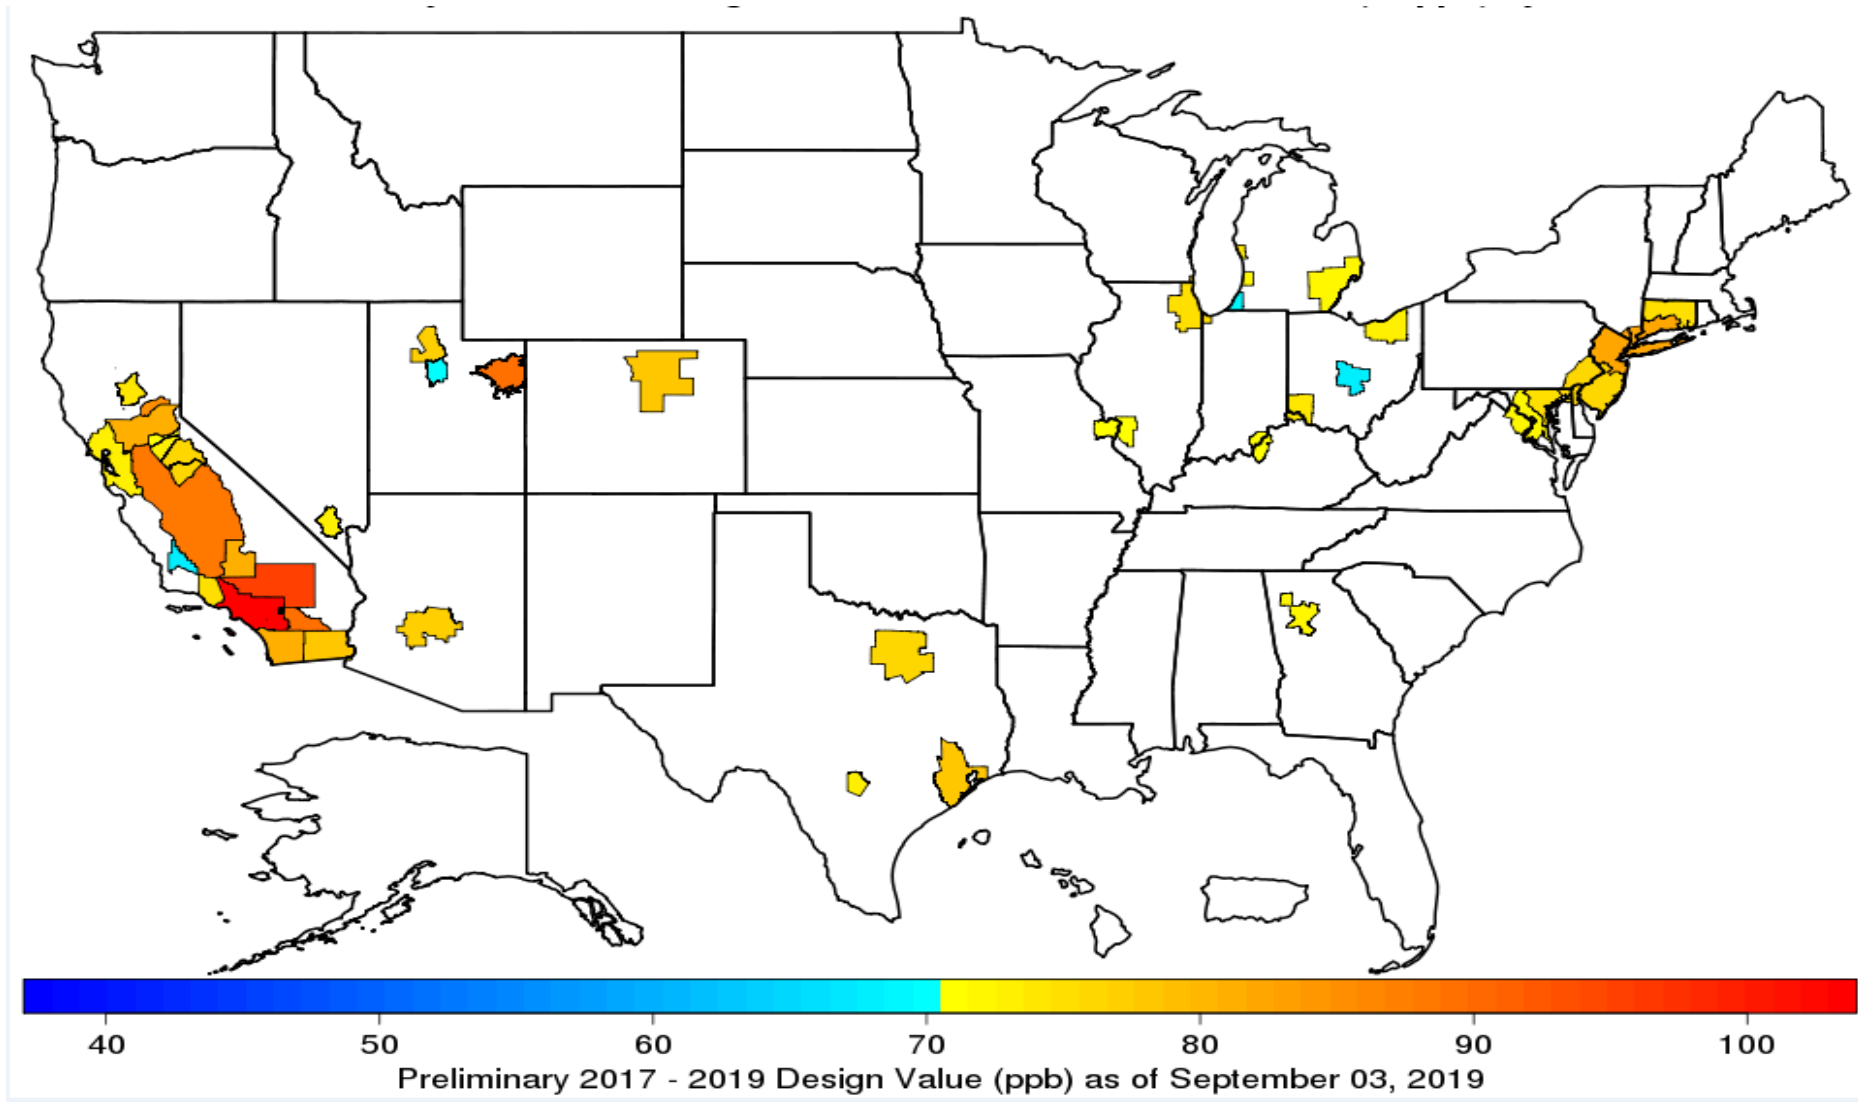 40 50 60 70 80 90 100
Preliminary 2017 - 2019 Design Value (ppb) as of September 03, 2019